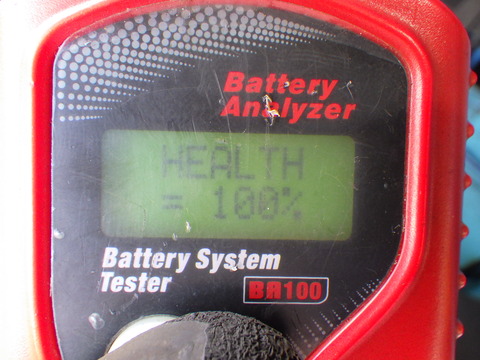 Battery
Analyzer
HEALTH
= 100%
Battery System
Tester
BA100